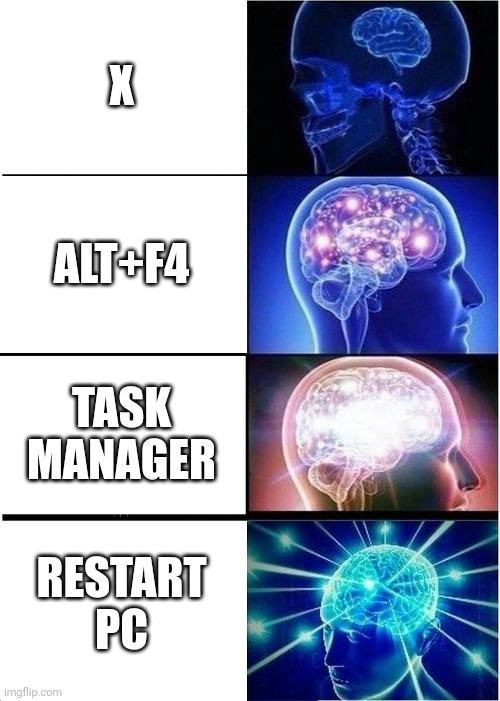 X
ALT+F4
TASK
MANAGER
RESTART
PC
imgflip.com